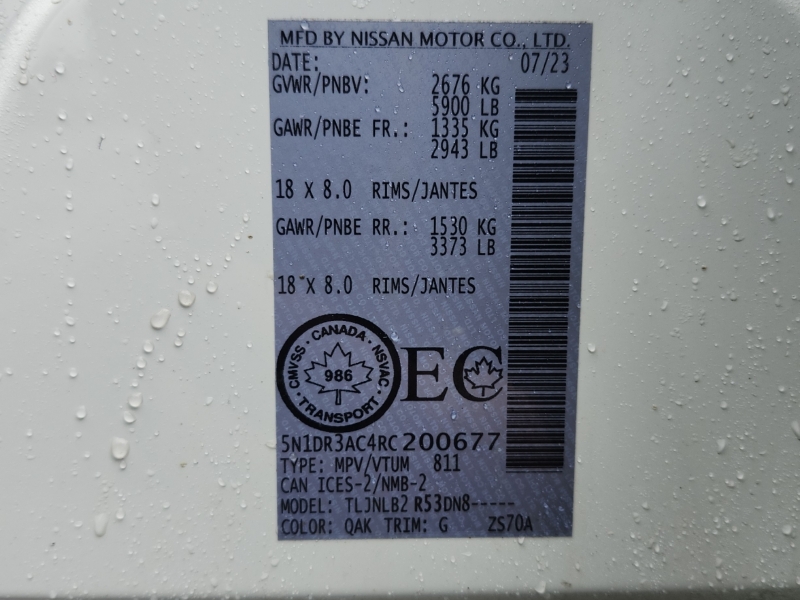 MFD BY NISSAN MOTOR CO., LTD.
DATE: 07/23
GVWR/PNBV: 2676 KG
5900 LB
GAWR/PNBE FR.: 1335 KG
2943 LB
18 X 8.0 RIMS/JANTES
GAWR/PNBE RR.: 1530 KG
3373 LB
18 X 8.0 RIMS/JANTES
CMVSS · CANADA · NSVAC · TRANSPORT ·
986
EC
5N1DR3AC4RC200677
TYPE: MPV/VTUM 811
CAN ICES-2/NMB-2
MODEL: TLJNLB2 R53DN8-----
COLOR: QAK TRIM: G ZS70A